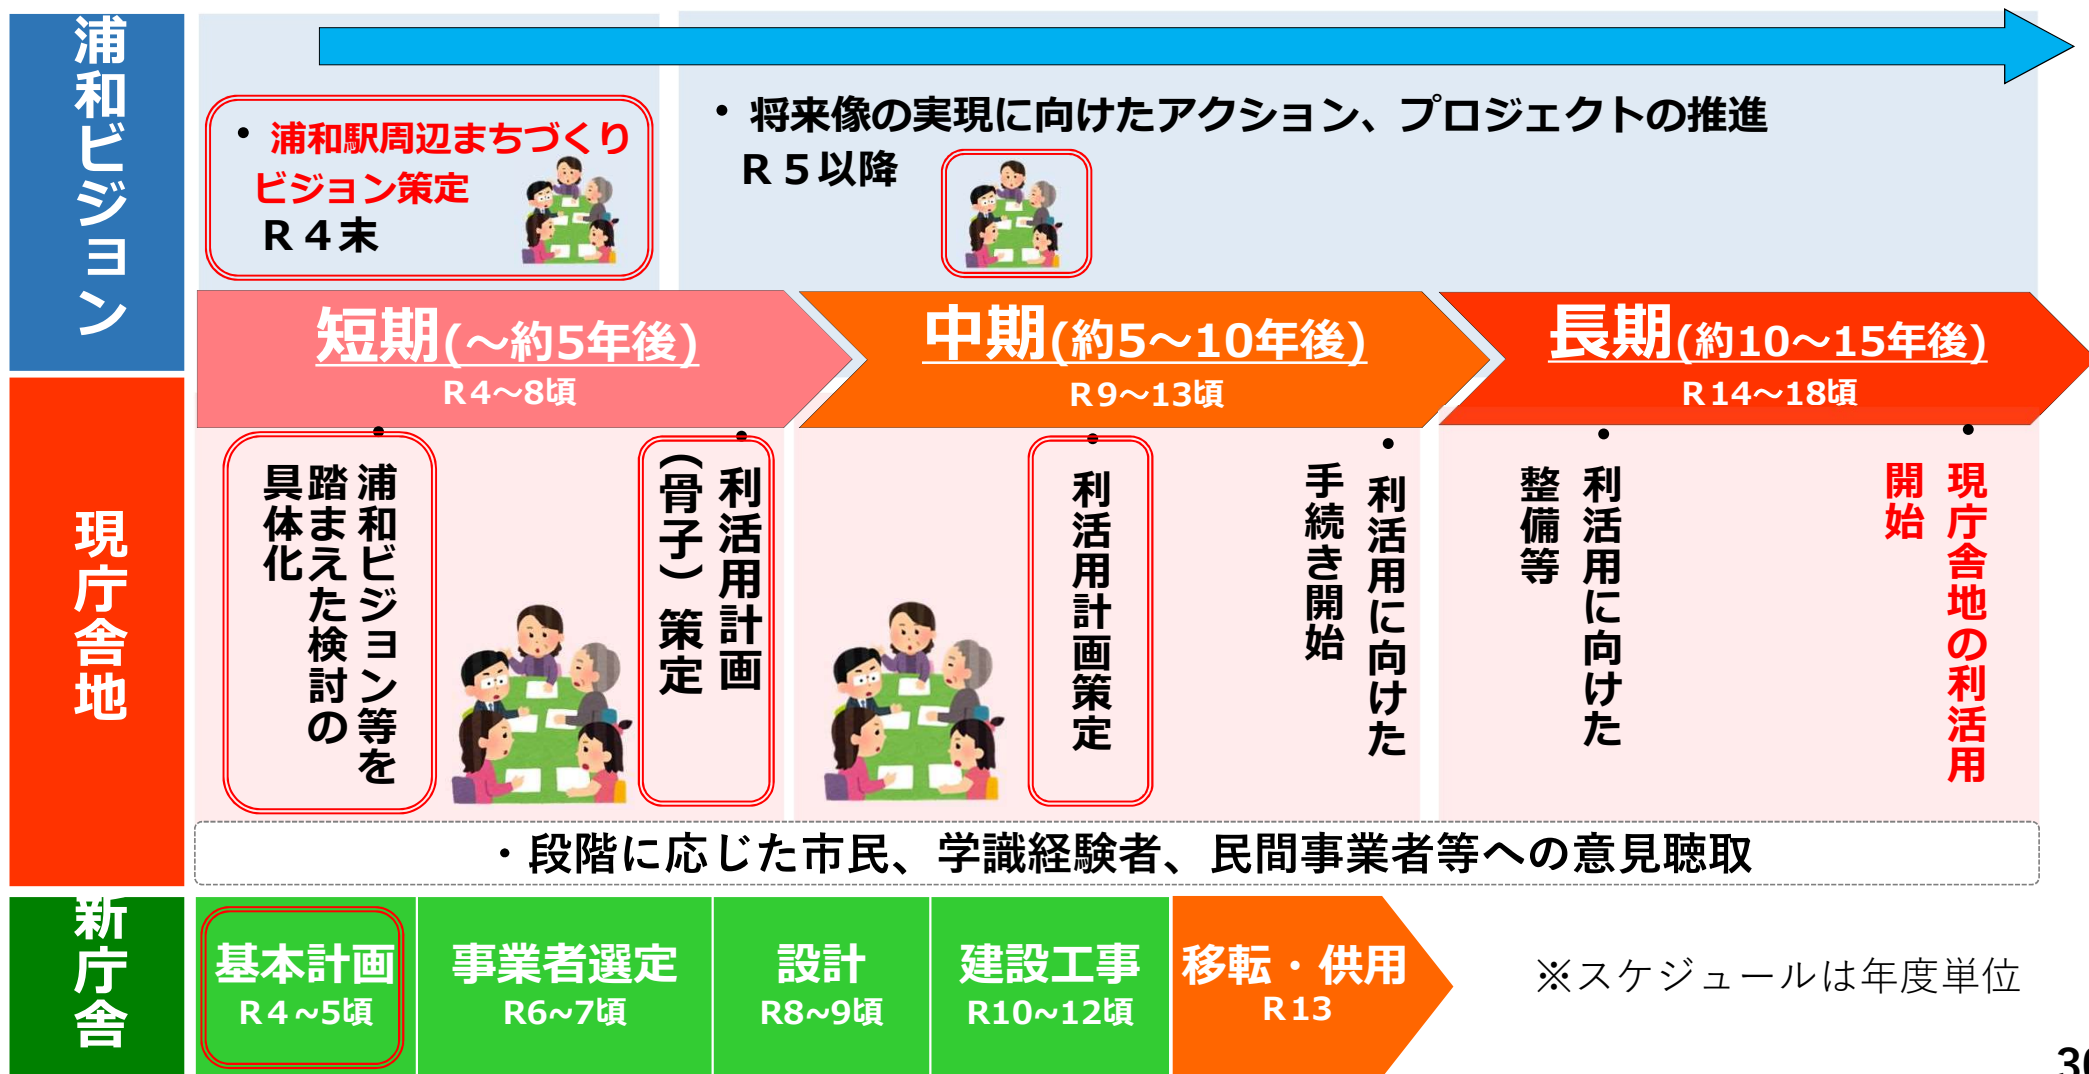 浦和ビジョン
・浦和駅周辺まちづくり
ビジョン策定
R４末
・将来像の実現に向けたアクション、プロジェクトの推進
R５以降
短期(～約5年後)
R4～8頃
中期(約5～10年後)
R9～13頃
長期(約10～15年後)
R14～18頃
現庁舎地
・浦和ビジョン等を
踏まえた検討の
具体化
・利活用計画
（骨子）策定
・利活用計画策定
・利活用に向けた
手続き開始
・利活用に向けた
整備等
・現庁舎地の利活用
開始
・段階に応じた市民、学識経験者、民間事業者等への意見聴取
新庁舎
基本計画
R4~5頃
事業者選定
R6~7頃
設計
R8~9頃
建設工事
R10~12頃
移転・供用
R13
※スケジュールは年度単位